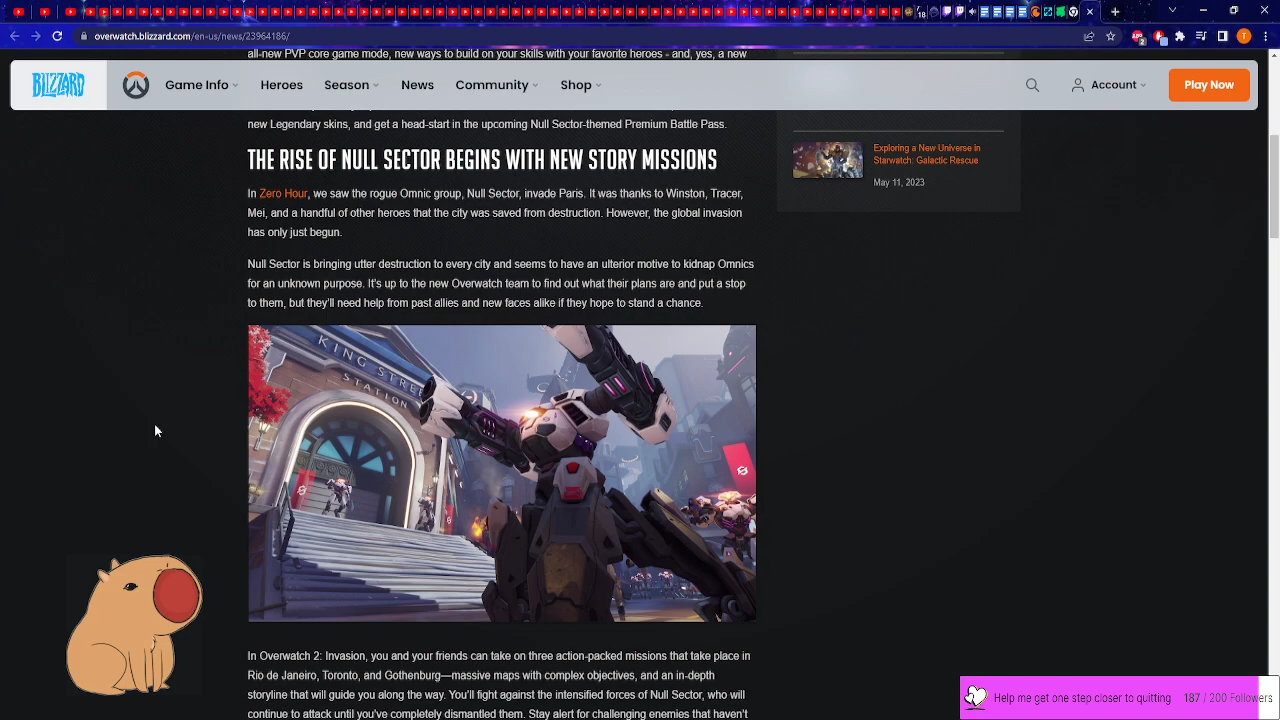 18
2
overwatch.blizzard.com/en-us/news/23964186/
T
all-new PVP core game mode, new ways to build on your skills with your favorite heroes - and, yes, a new
BLIZZARD
Game Info
Heroes
Season
News
Community
Shop
Account
Play Now
new Legendary skins, and get a head-start in the upcoming Null Sector-themed Premium Battle Pass.
THE RISE OF NULL SECTOR BEGINS WITH NEW STORY MISSIONS
In Zero Hour, we saw the rogue Omnic group, Null Sector, invade Paris. It was thanks to Winston, Tracer,
Mei, and a handful of other heroes that the city was saved from destruction. However, the global invasion
has only just begun.
Null Sector is bringing utter destruction to every city and seems to have an ulterior motive to kidnap Omnics
for an unknown purpose. It's up to the new Overwatch team to find out what their plans are and put a stop
to them, but they'll need help from past allies and new faces alike if they hope to stand a chance.
Exploring a New Universe in
Starwatch: Galactic Rescue
May 11, 2023
KING STREET
STATION
In Overwatch 2: Invasion, you and your friends can take on three action-packed missions that take place in
Rio de Janeiro, Toronto, and Gothenburg—massive maps with complex objectives, and an in-depth
storyline that will guide you along the way. You'll fight against the intensified forces of Null Sector, who will
continue to attack until you've completely dismantled them. Stay alert for challenging enemies that haven't
Help me get one step closer to quitting 187 / 200 Followers